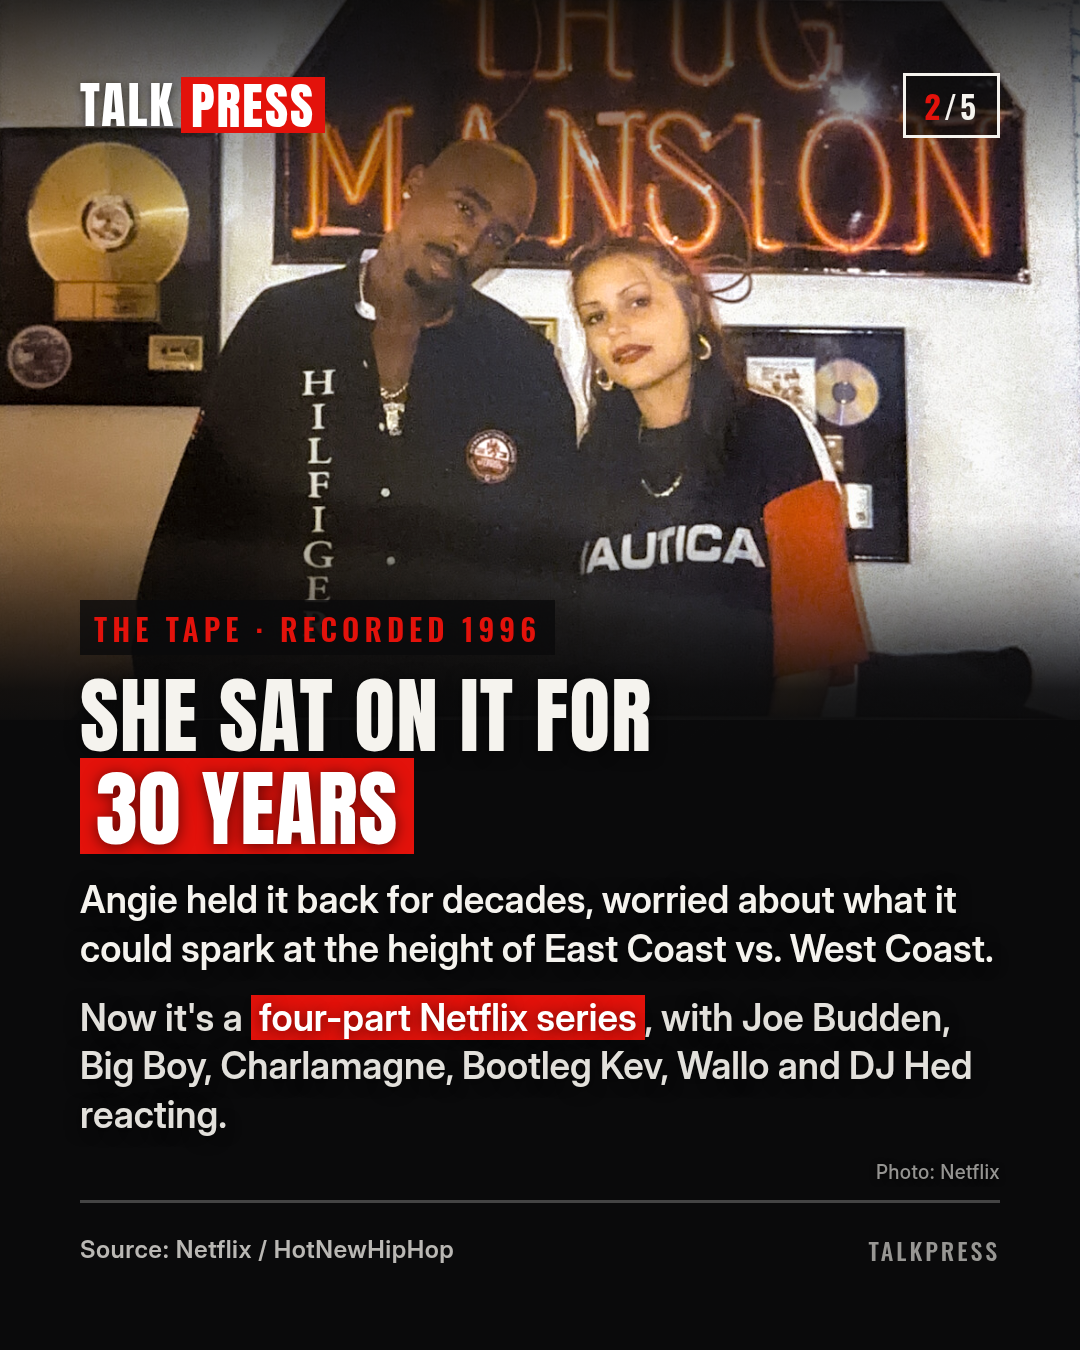 THUG
MANSION
TALK PRESS
2/5
HILFIGE
NAUTICA
THE TAPE · RECORDED 1996
SHE SAT ON IT FOR
30 YEARS
Angie held it back for decades, worried about what it
could spark at the height of East Coast vs. West Coast.
Now it's a four-part Netflix series, with Joe Budden,
Big Boy, Charlamagne, Bootleg Kev, Wallo and DJ Hed
reacting.
Photo: Netflix
Source: Netflix / HotNewHipHop
TALKPRESS